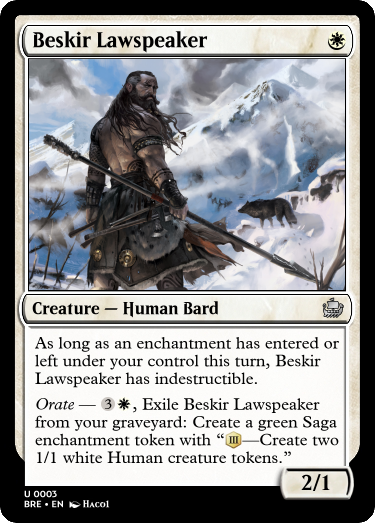 Beskir Lawspeaker
Creature — Human Bard
As long as an enchantment has entered or
left under your control this turn, Beskir
Lawspeaker has indestructible.
Orate — 3, Exile Beskir Lawspeaker
from your graveyard: Create a green Saga
enchantment token with “III—Create two
1/1 white Human creature tokens.”
2/1
U 0003
BRE • EN Hacol